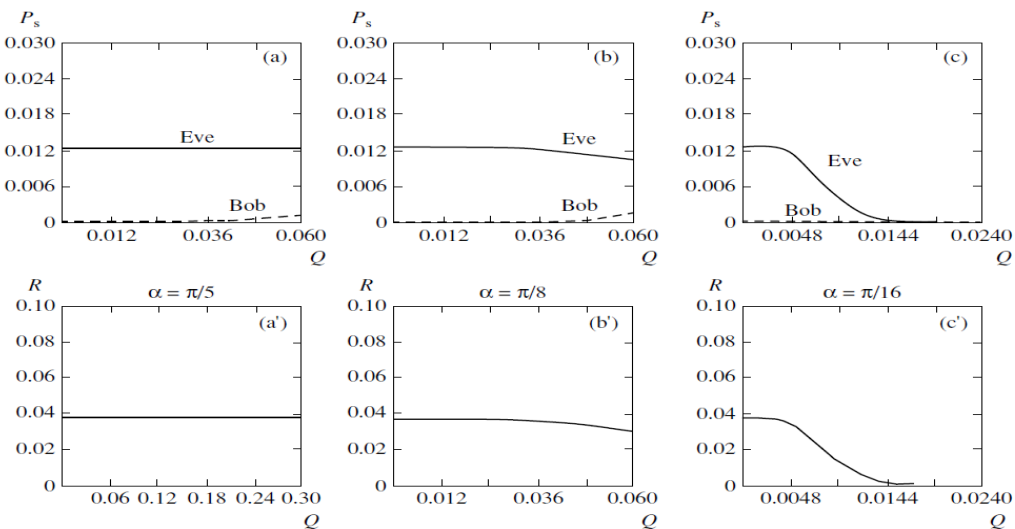 P_s P_s P_s
0.030 (a) 0.030 (b) 0.030 (c)
0.024 0.024 0.024
0.018 0.018 0.018
Eve Eve Eve
0.012 0.012 0.012
0.006 Bob 0.006 Bob 0.006 Bob
0 0 0
0.012 0.036 0.060 0.012 0.036 0.060 0.0048 0.0144 0.0240
Q Q Q
R α = π/5 R α = π/8 R α = π/16
0.10 (a') 0.10 (b') 0.10 (c')
0.08 0.08 0.08
0.06 0.06 0.06
0.04 0.04 0.04
0.02 0.02 0.02
0 0 0
0.06 0.12 0.18 0.24 0.30 0.012 0.036 0.060 0.0048 0.0144 0.0240
Q Q Q